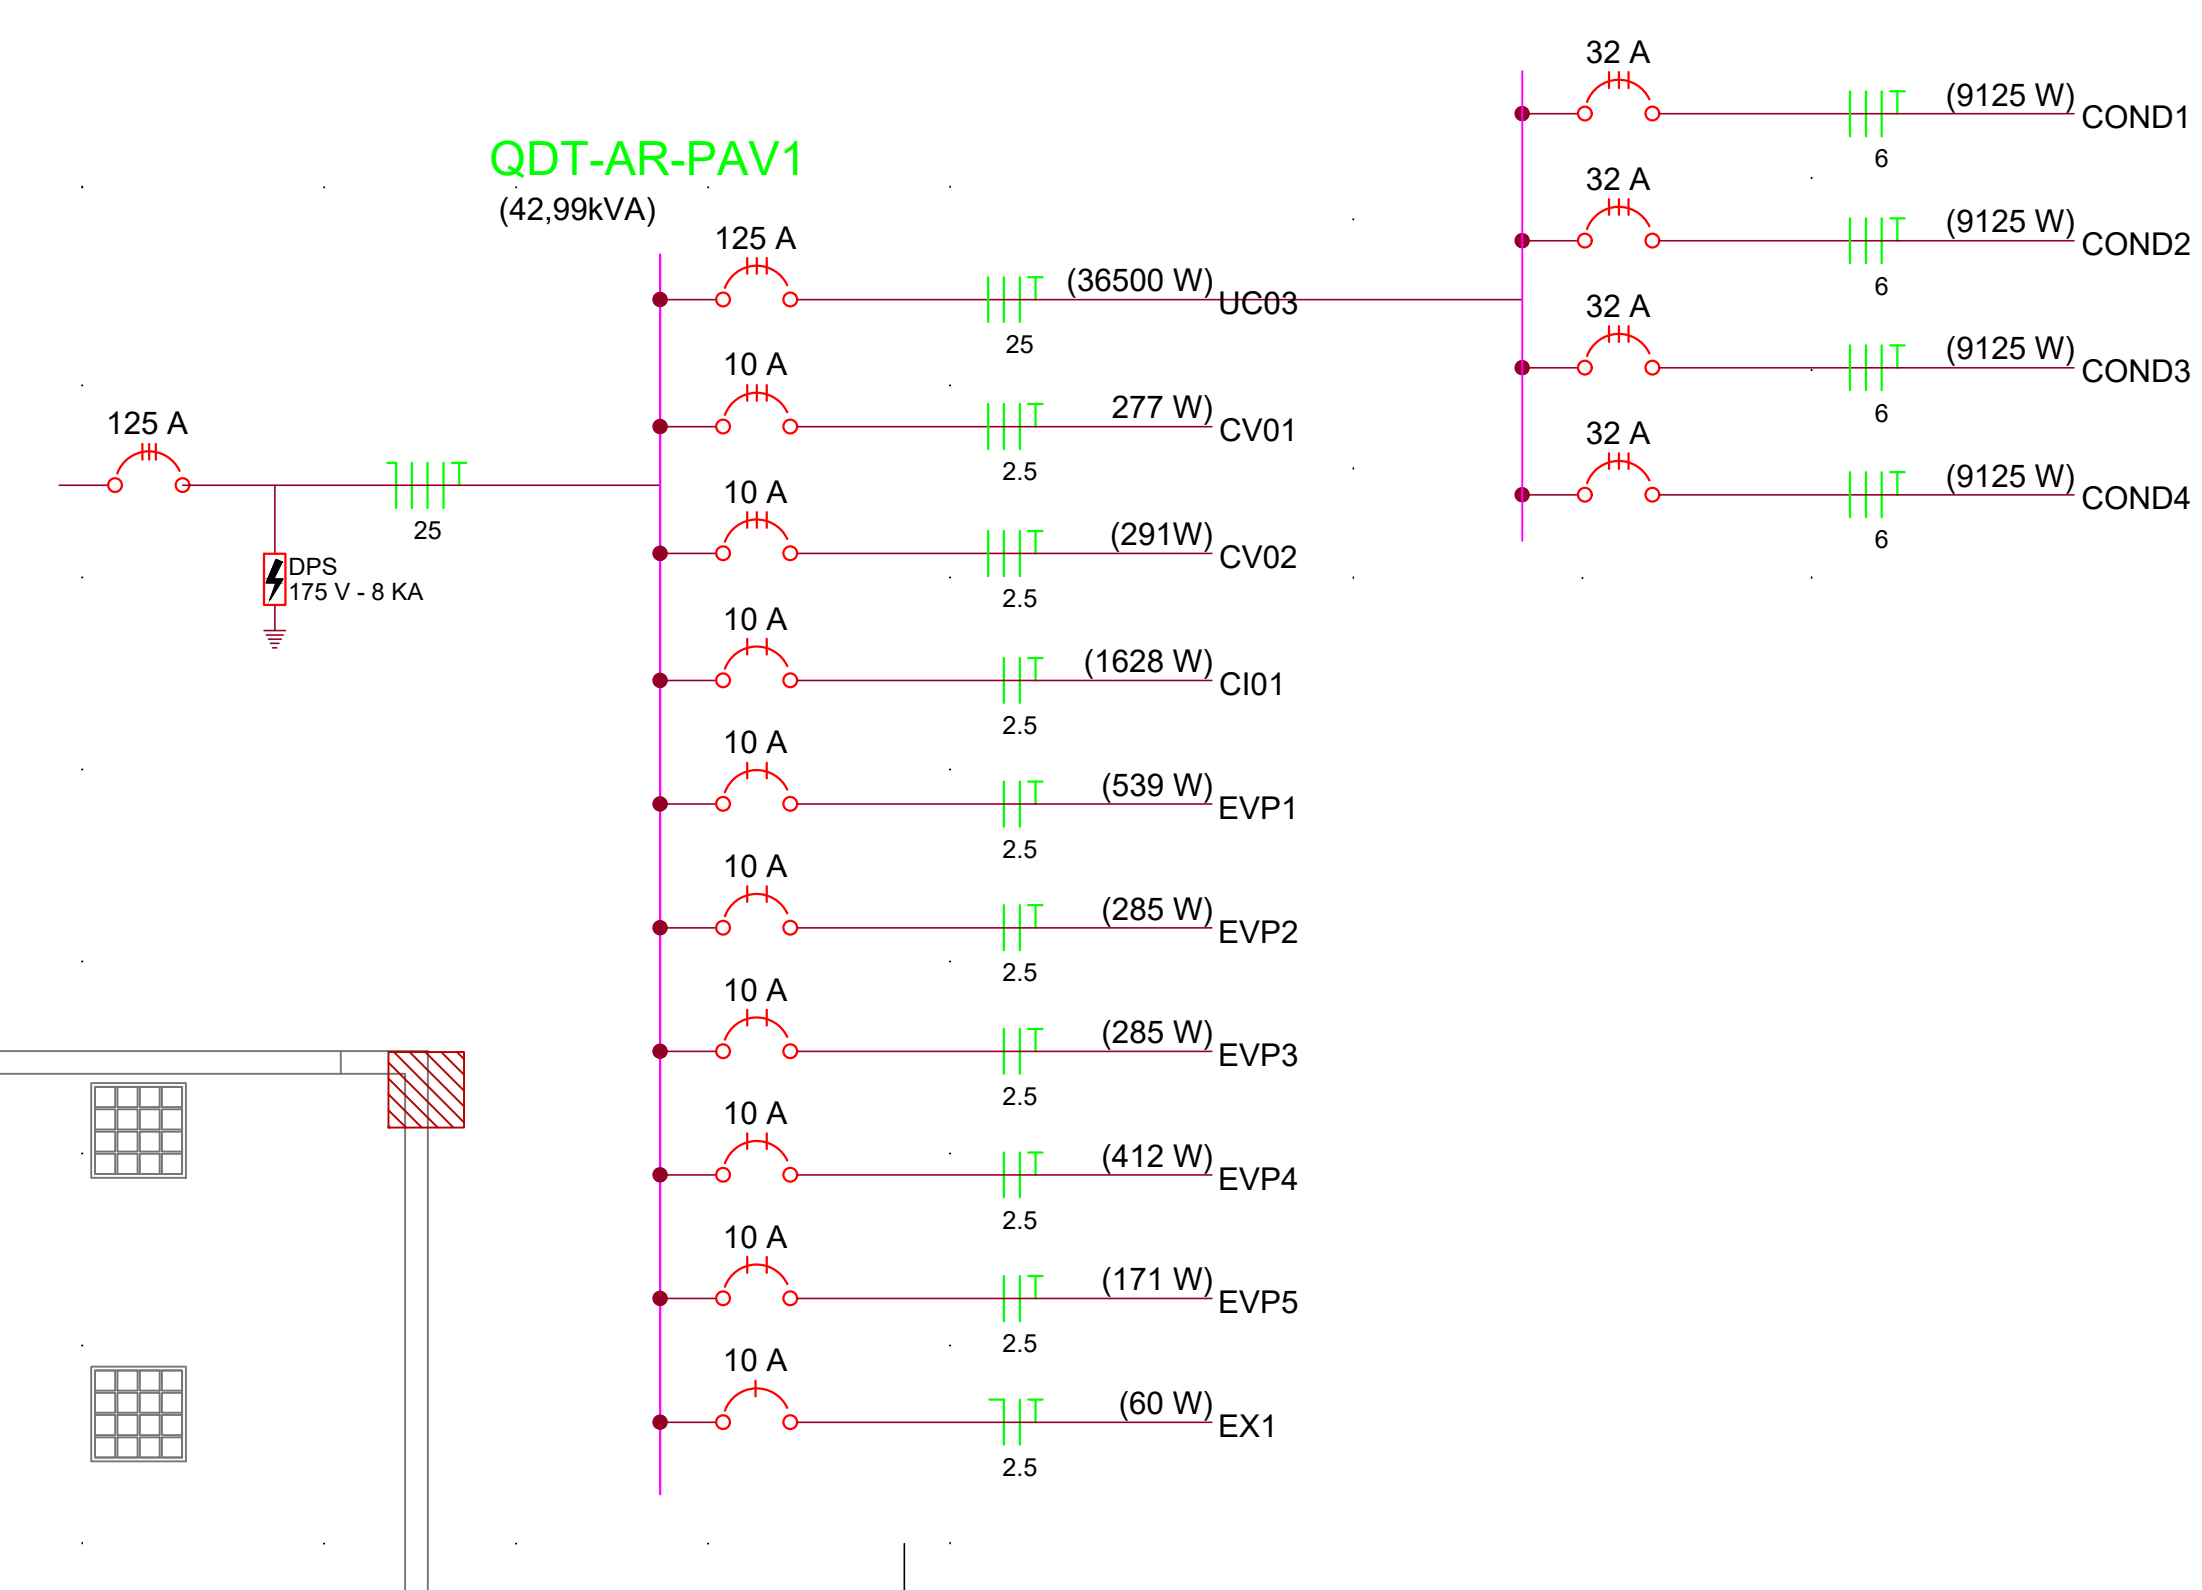 QDT-AR-PAV1
(42,99kVA)
125 A
25
DPS
175 V - 8 KA
125 A
(36500 W)
UC03
25
10 A
277 W)
CV01
2.5
10 A
(291W)
CV02
2.5
10 A
(1628 W)
CI01
2.5
10 A
(539 W)
EVP1
2.5
10 A
(285 W)
EVP2
2.5
10 A
(285 W)
EVP3
2.5
10 A
(412 W)
EVP4
2.5
10 A
(171 W)
EVP5
2.5
10 A
(60 W)
EX1
2.5
32 A
(9125 W)
COND1
6
32 A
(9125 W)
COND2
6
32 A
(9125 W)
COND3
6
32 A
(9125 W)
COND4
6